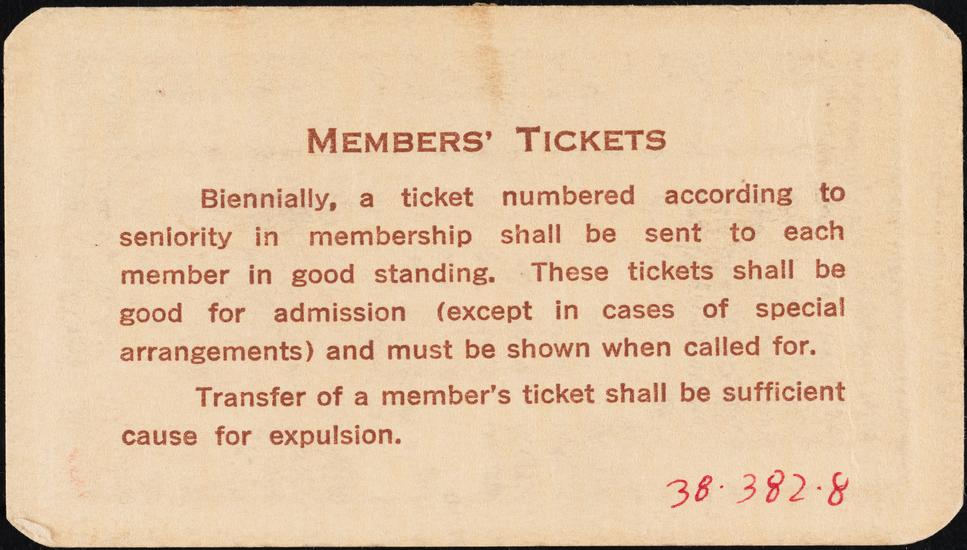 MEMBERS' TICKETS
Biennially, a ticket numbered according to
seniority in membership shall be sent to each
member in good standing. These tickets shall be
good for admission (except in cases of special
arrangements) and must be shown when called for.
Transfer of a member's ticket shall be sufficient
cause for expulsion.
38.382.8